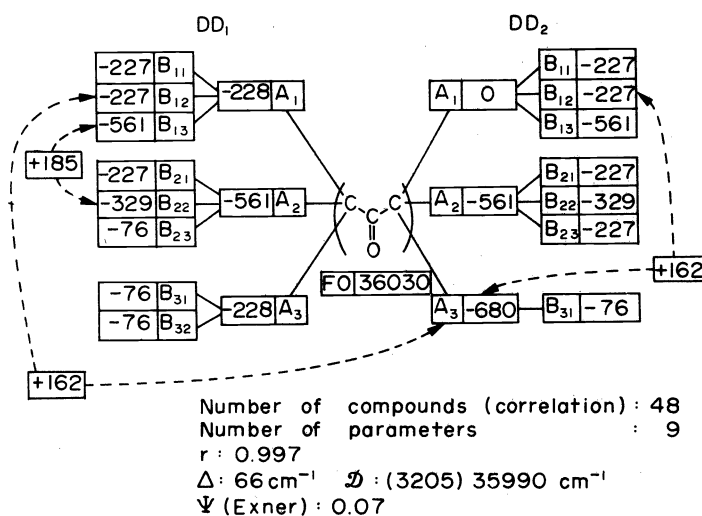 DD₁ DD₂
-227 B₁₁
-227 B₁₂
-561 B₁₃
-228 A₁
A₁ 0
B₁₁ -227
B₁₂ -227
B₁₃ -561
+185
-227 B₂₁
-329 B₂₂
-76 B₂₃
-561 A₂
C C C
O
A₂ -561
B₂₁ -227
B₂₂ -329
B₂₃ -227
+162
FO 36030
-76 B₃₁
-76 B₃₂
-228 A₃
A₃ -680
B₃₁ -76
+162
Number of compounds (correlation) : 48
Number of parameters : 9
r : 0.997
Δ : 66 cm⁻¹ 𝒟 : (3205) 35990 cm⁻¹
Ψ (Exner) : 0.07